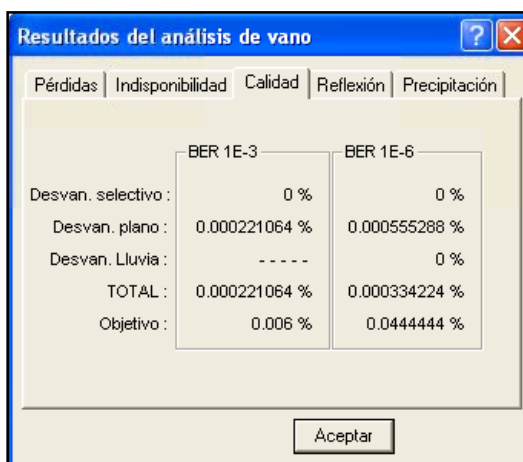 Resultados del análisis de vano
Pérdidas Indisponibilidad Calidad Reflexión Precipitación
BER 1E-3 BER 1E-6
Desvan. selectivo : 0 % 0 %
Desvan. plano : 0.000221064 % 0.000555288 %
Desvan. Lluvia : - - - - - 0 %
TOTAL : 0.000221064 % 0.000334224 %
Objetivo : 0.006 % 0.0444444 %
Aceptar